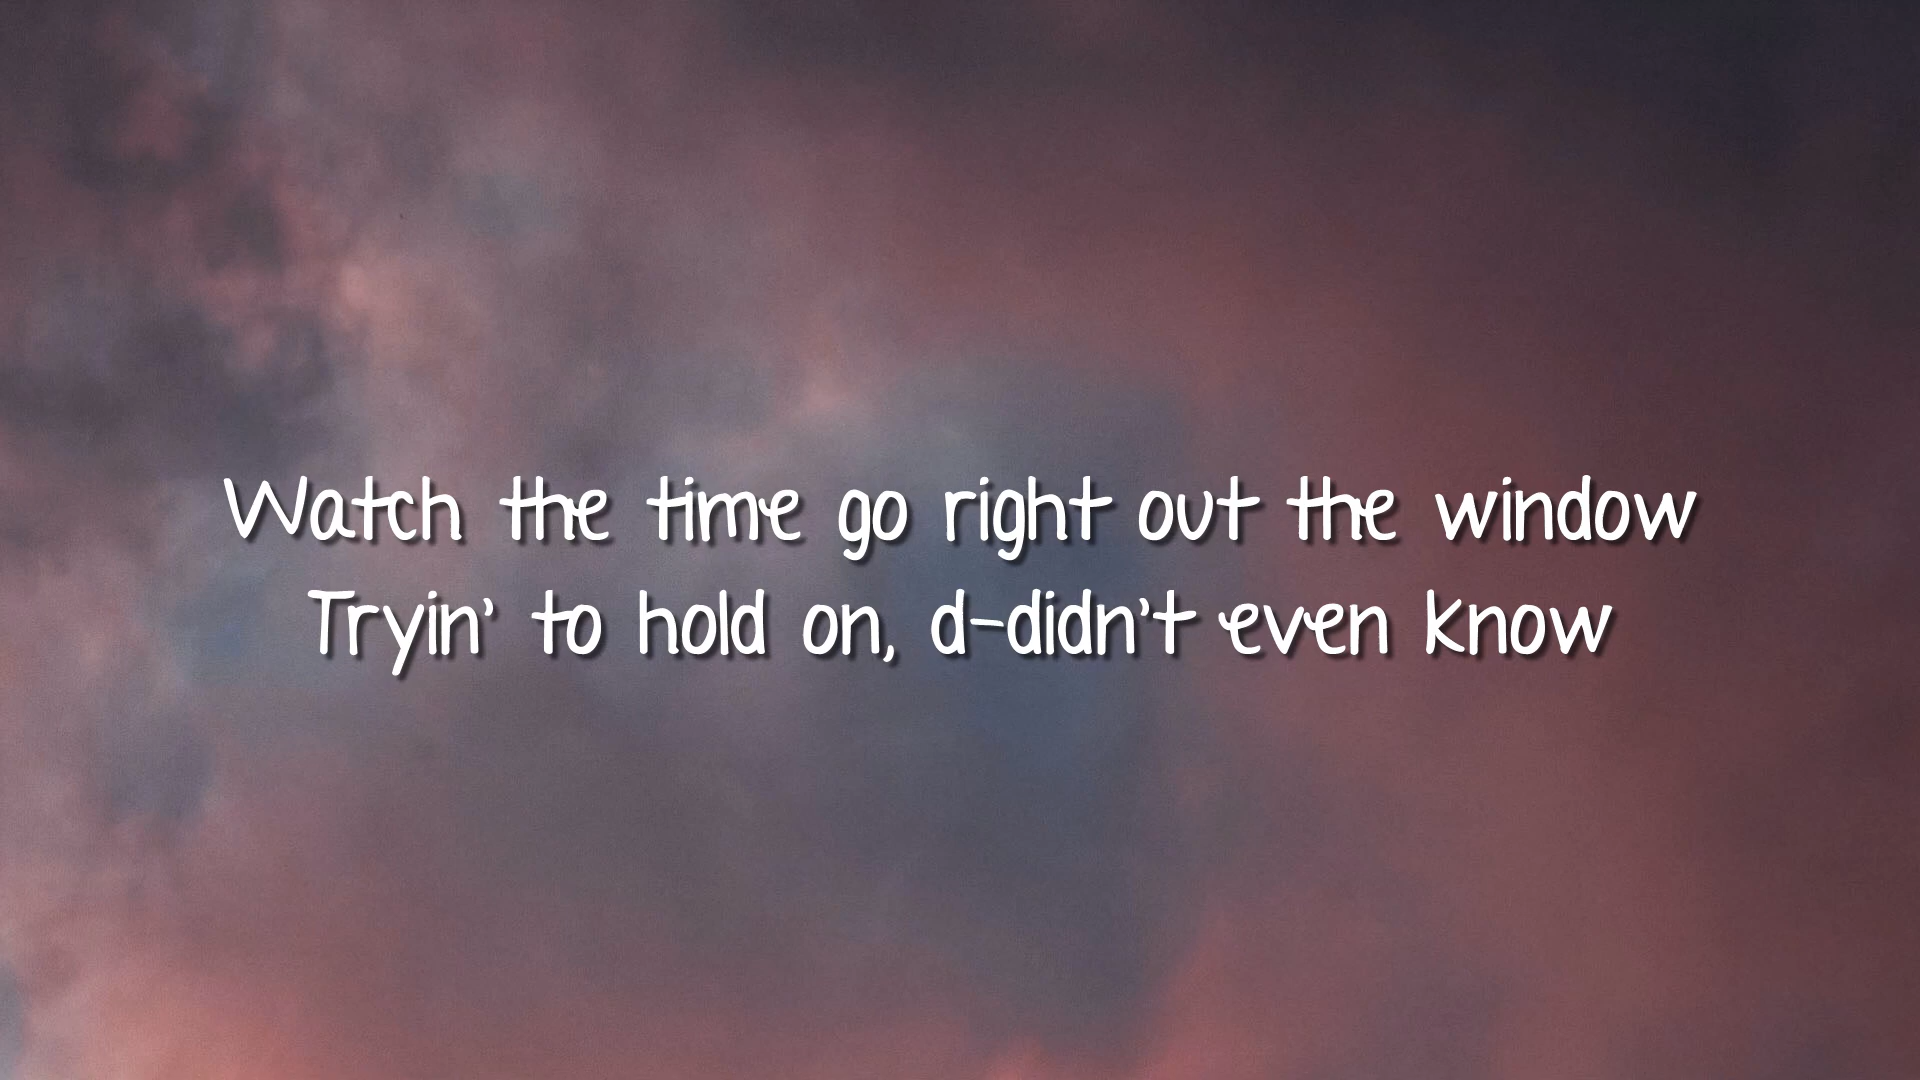 Watch the time go right out the window
Tryin' to hold on, d-didn't even know